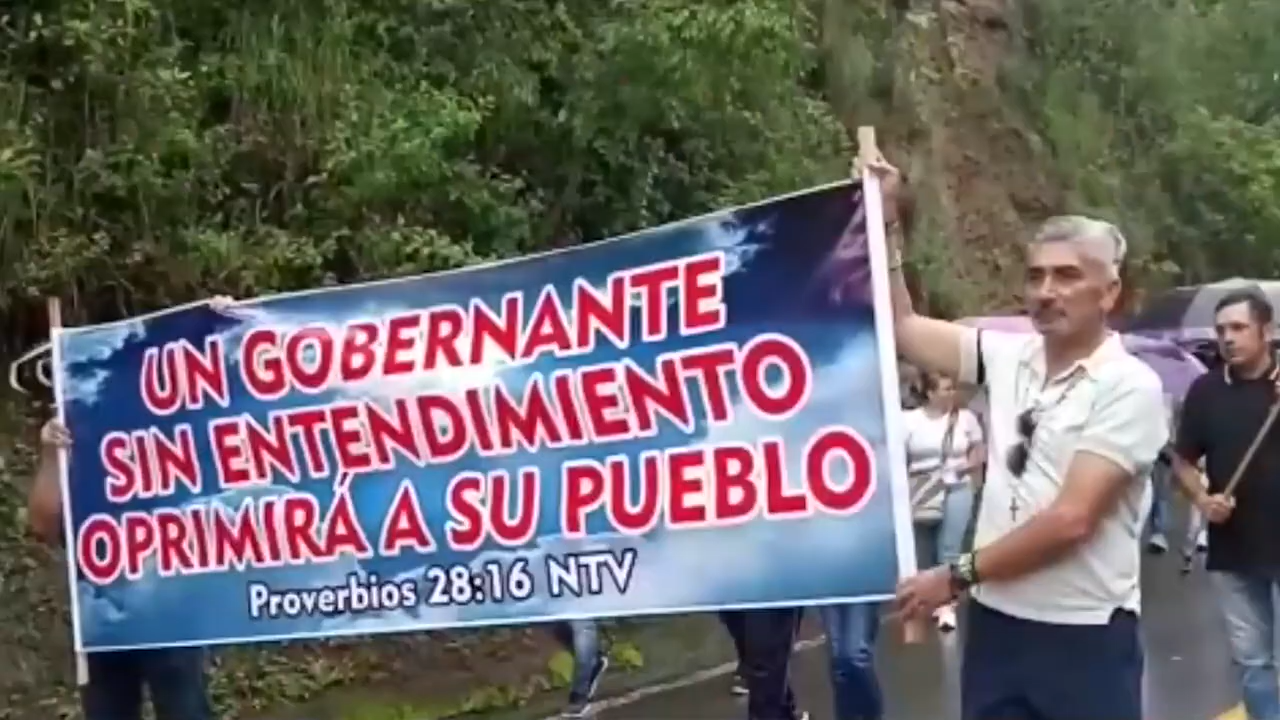 UN GOBERNANTE
SIN ENTENDIMIENTO
OPRIMIRÁ A SU PUEBLO
Proverbios 28:16 NTV